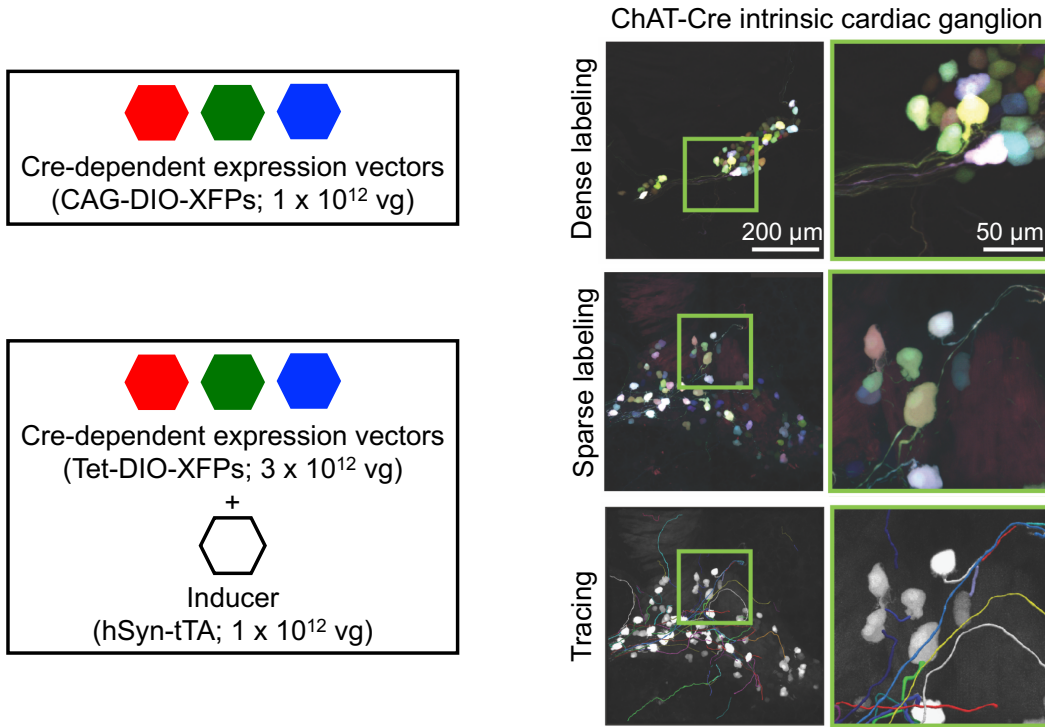 ChAT-Cre intrinsic cardiac ganglion
Cre-dependent expression vectors
(CAG-DIO-XFPs; 1 x 10¹² vg)
Dense labeling
200 µm
50 µm
Cre-dependent expression vectors
(Tet-DIO-XFPs; 3 x 10¹² vg)
+
Inducer
(hSyn-tTA; 1 x 10¹² vg)
Sparse labeling
Tracing